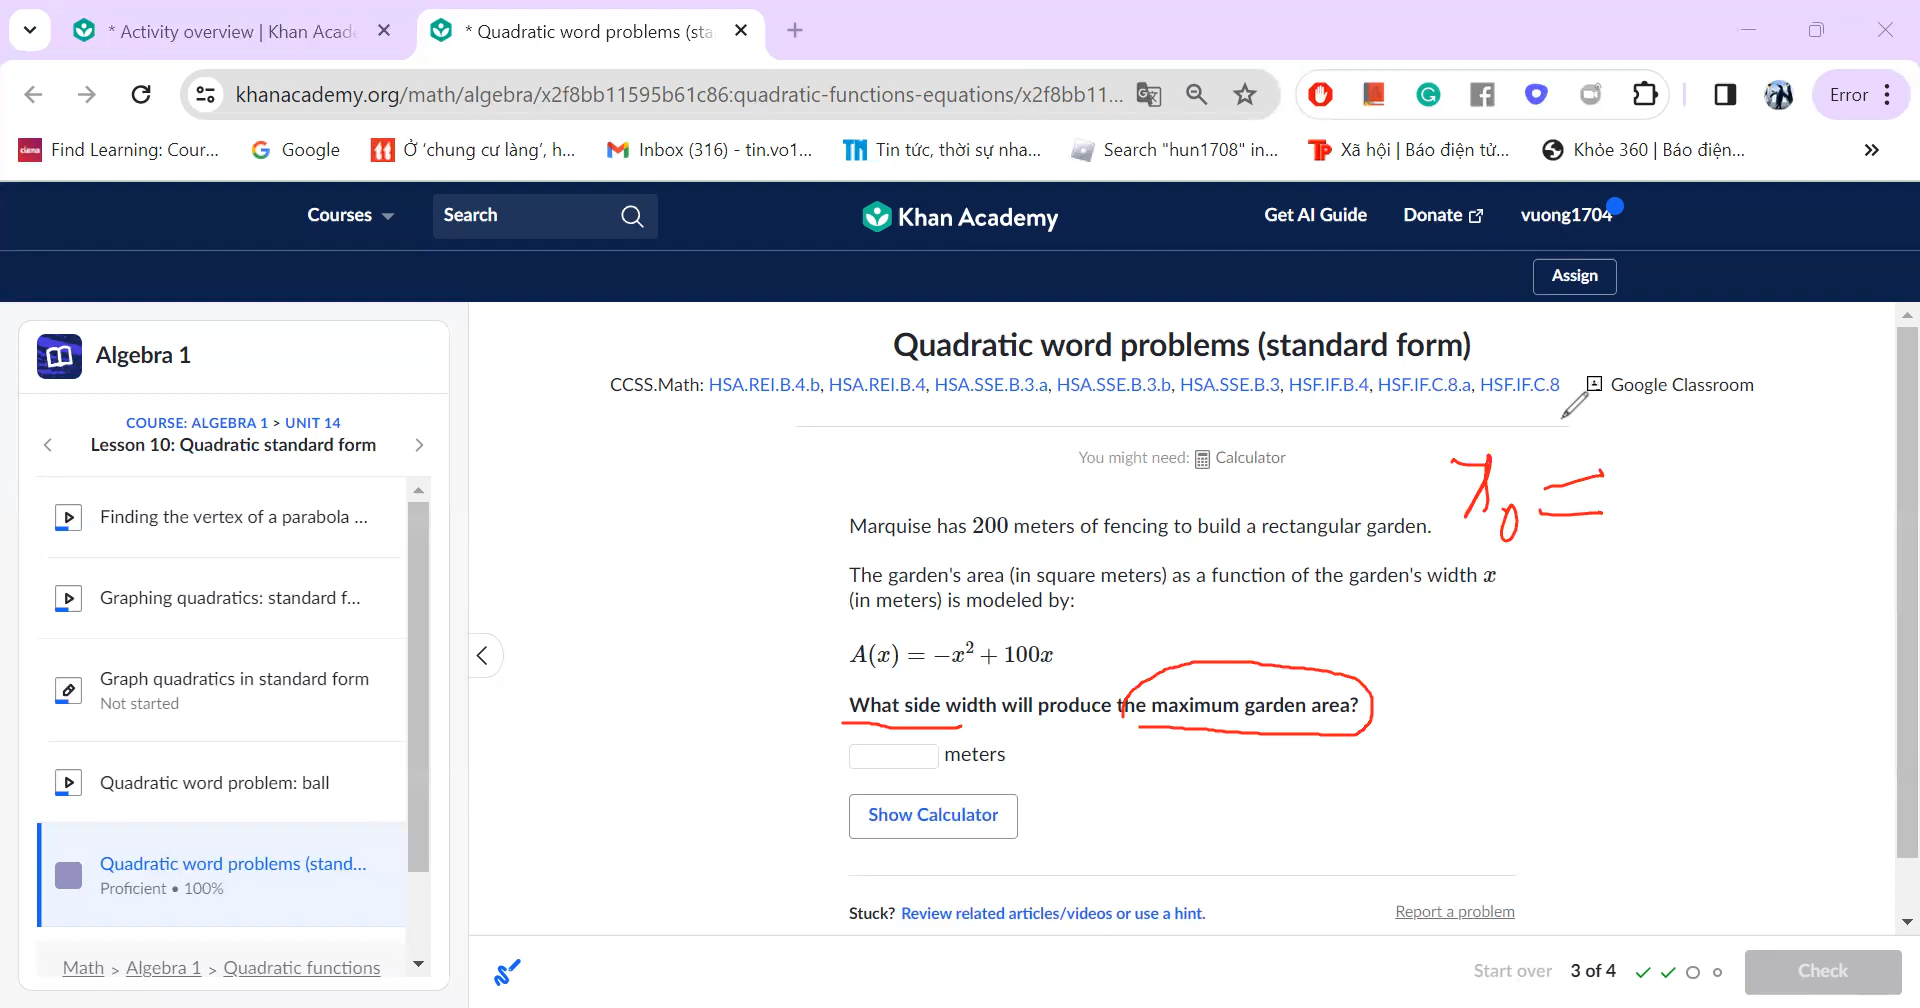 * Activity overview | Khan Acade
* Quadratic word problems (sta
khanacademy.org/math/algebra/x2f8bb11595b61c86:quadratic-functions-equations/x2f8bb11...
Error
ciena
Find Learning: Cour...
Google
Ở ‘chung cư làng’, h...
Inbox (316) - tin.vo1...
TN
Tin tức, thời sự nha...
Search "hun1708" in...
Xã hội | Báo điện tử...
Khỏe 360 | Báo điện...
Courses
Search
Khan Academy
Get AI Guide
Donate
vuong1704
Assign
Algebra 1
COURSE: ALGEBRA 1 > UNIT 14
Lesson 10: Quadratic standard form
Finding the vertex of a parabola ...
Graphing quadratics: standard f...
Graph quadratics in standard form
Not started
Quadratic word problem: ball
Quadratic word problems (stand...
Proficient • 100%
Math > Algebra 1 > Quadratic functions
Quadratic word problems (standard form)
CCSS.Math: HSA.REI.B.4.b, HSA.REI.B.4, HSA.SSE.B.3.a, HSA.SSE.B.3.b, HSA.SSE.B.3, HSF.IF.B.4, HSF.IF.C.8.a, HSF.IF.C.8
Google Classroom
You might need: Calculator
x₀ =
Marquise has 200 meters of fencing to build a rectangular garden.
The garden's area (in square meters) as a function of the garden's width x
(in meters) is modeled by:
A(x) = −x² + 100x
What side width will produce the maximum garden area?
meters
Show Calculator
Stuck? Review related articles/videos or use a hint.
Report a problem
Start over
3 of 4
Check